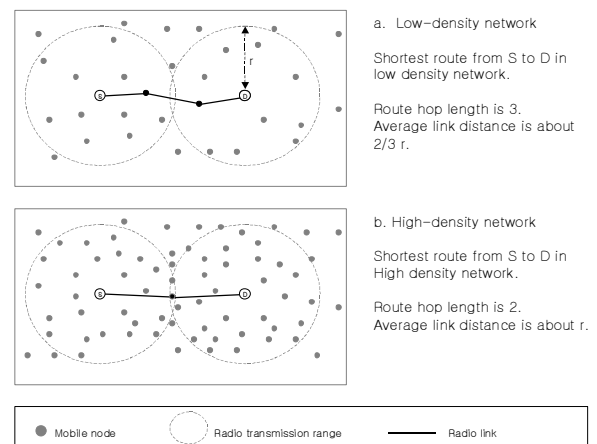 a. Low-density network
Shortest route from S to D in
low density network.
Route hop length is 3.
Average link distance is about
2/3 r.
r
S
D
b. High-density network
Shortest route from S to D in
High density network.
Route hop length is 2.
Average link distance is about r.
S
D
Mobile node
Radio transmission range
Radio link